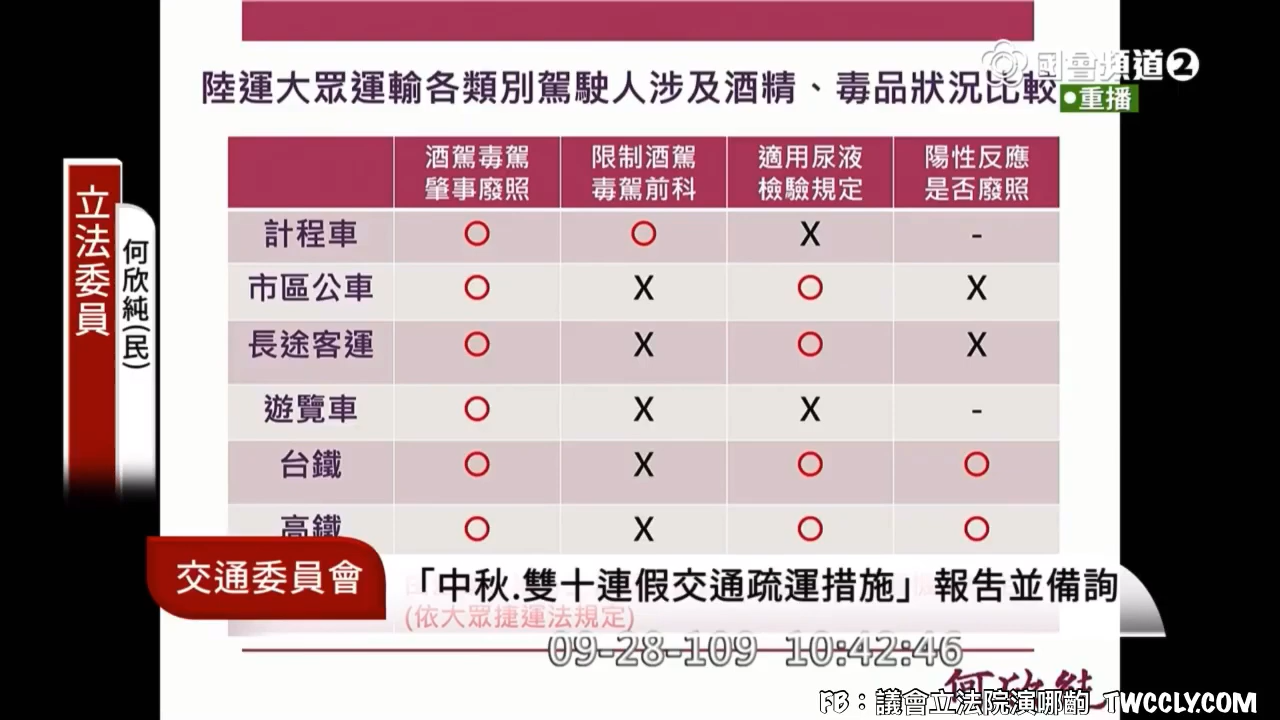 國會頻道2
重播
陸運大眾運輸各類別駕駛人涉及酒精、毒品狀況比較
酒駕毒駕 肇事廢照 限制酒駕 毒駕前科 適用尿液 檢驗規定 陽性反應 是否廢照
計程車 O O X -
市區公車 O X O X
長途客運 O X O X
遊覽車 O X X -
台鐵 O X O O
高鐵 O X O O
(依大眾捷運法規定)
立法委員
何欣純(民)
交通委員會
「中秋.雙十連假交通疏運措施」報告並備詢
09-28-109 10:42:46
何欣純
FB：議會立法院演哪齣 TWCCLY.COM